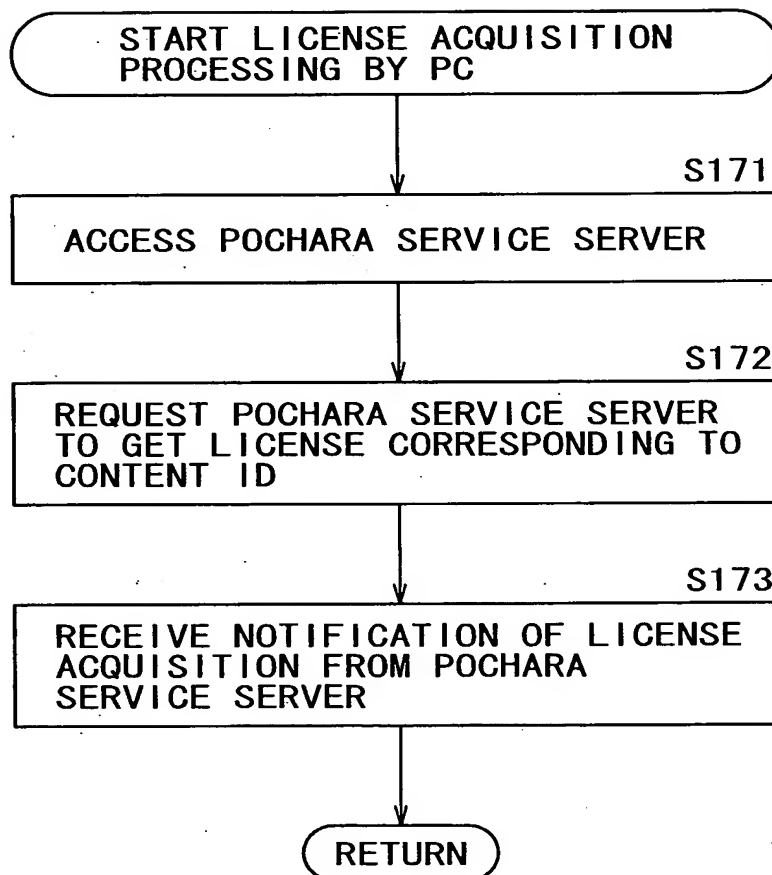 START LICENSE ACQUISITION
PROCESSING BY PC
S171
ACCESS POCHARA SERVICE SERVER
S172
REQUEST POCHARA SERVICE SERVER
TO GET LICENSE CORRESPONDING TO
CONTENT ID
S173
RECEIVE NOTIFICATION OF LICENSE
ACQUISITION FROM POCHARA
SERVICE SERVER
RETURN